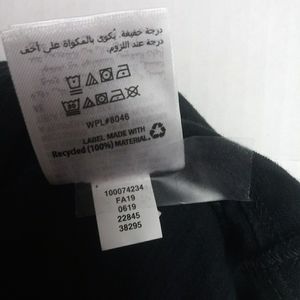 درجة خفيفة. يُكوى بالمكواة على أخف
درجة عند اللزوم.
WPL#8046
LABEL MADE WITH
Recycled (100%) MATERIAL.
100074234
FA19
0619
22845
38295